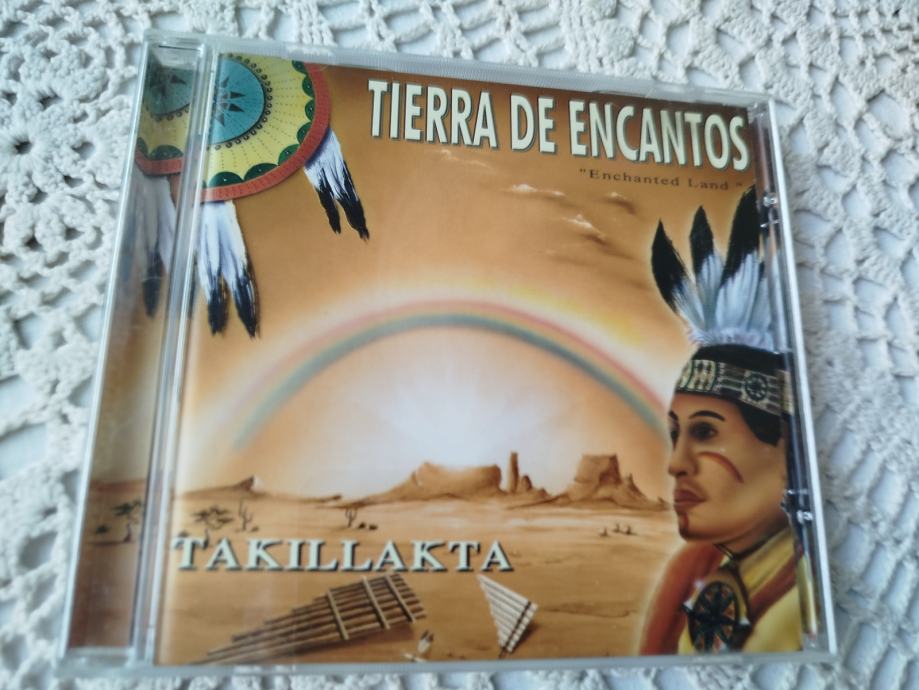 TIERRA DE ENCANTOS
"Enchanted Land"
TAKILLAKTA